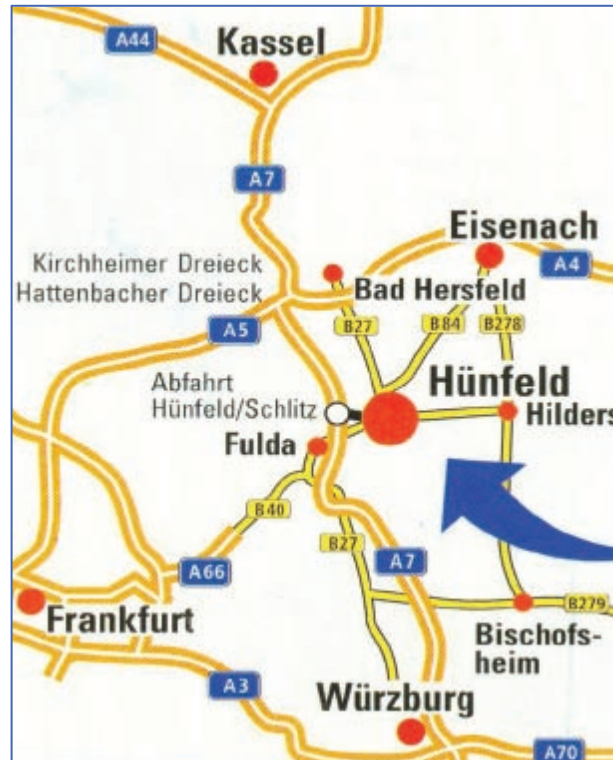 A44
Kassel
A7
Eisenach
Kirchheimer Dreieck
Hattenbacher Dreieck
A4
Bad Hersfeld
A5
B27
B84
B278
Abfahrt
Hünfeld/Schlitz
Hünfeld
Hilders
Fulda
B40
B27
A66
A7
Frankfurt
B279
Bischofs-
heim
A3
Würzburg
A70